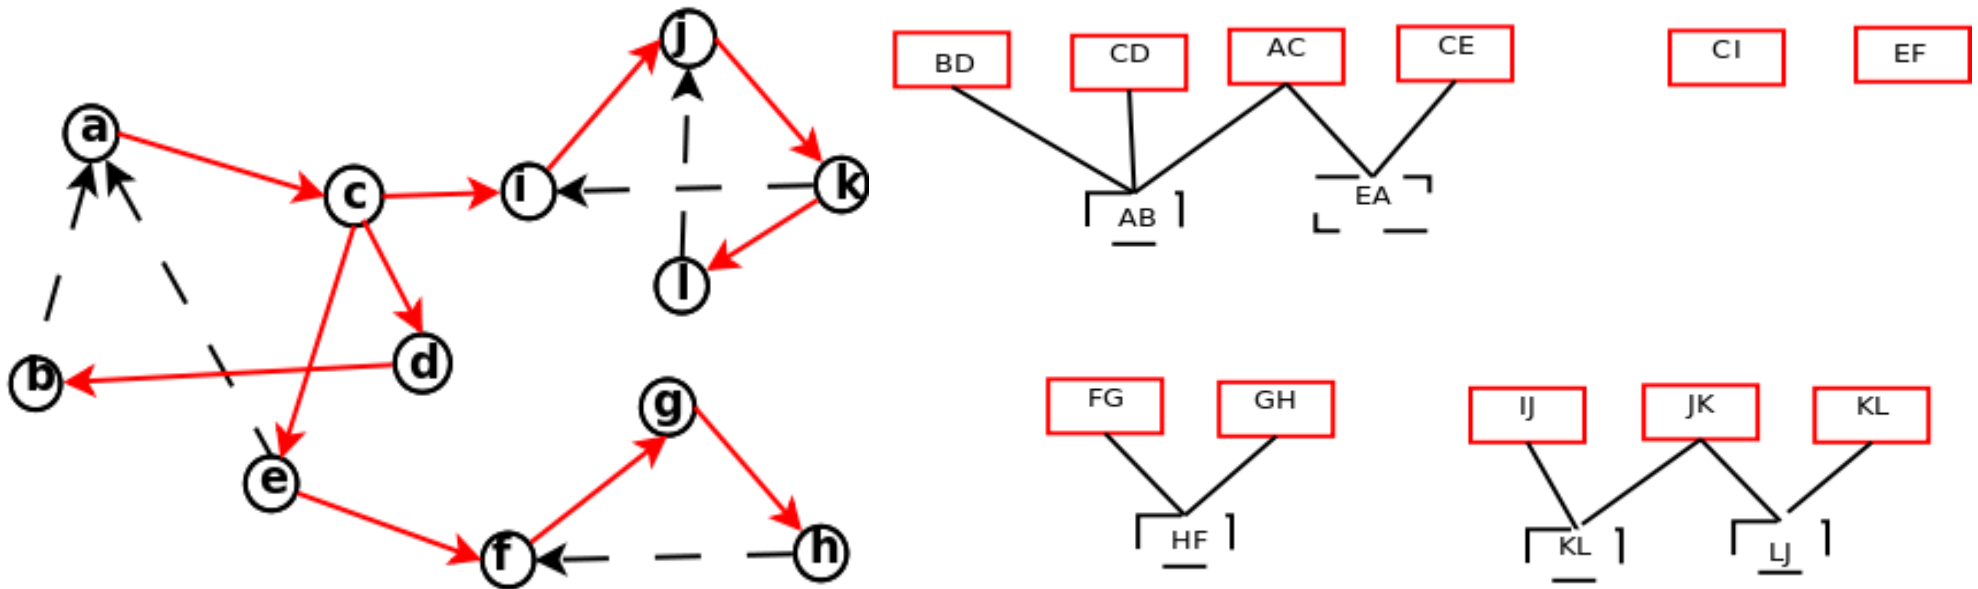 j
a
c
i
k
l
b
d
g
e
f
h
BD CD AC CE CI EF
AB EA
FG GH IJ JK KL
HF KL LJ